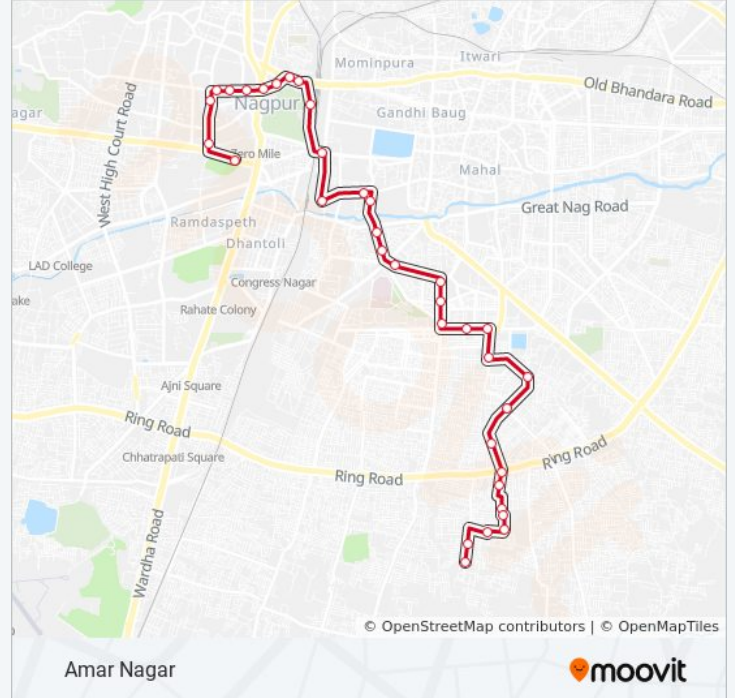 Mominpura
Itwari
Old Bhandara Road
agar
Nagpur
Gandhi Baug
West High Court Road
Zero Mile
Mahal
Great Nag Road
Ramdaspeth
Dhantoli
LAD College
Congress Nagar
ake
Rahate Colony
Ajni Square
Ring Road
Chhatrapati Square
Ring Road
Ring Road
Wardha Road
© OpenStreetMap contributors | © OpenMapTiles
Amar Nagar
moovit